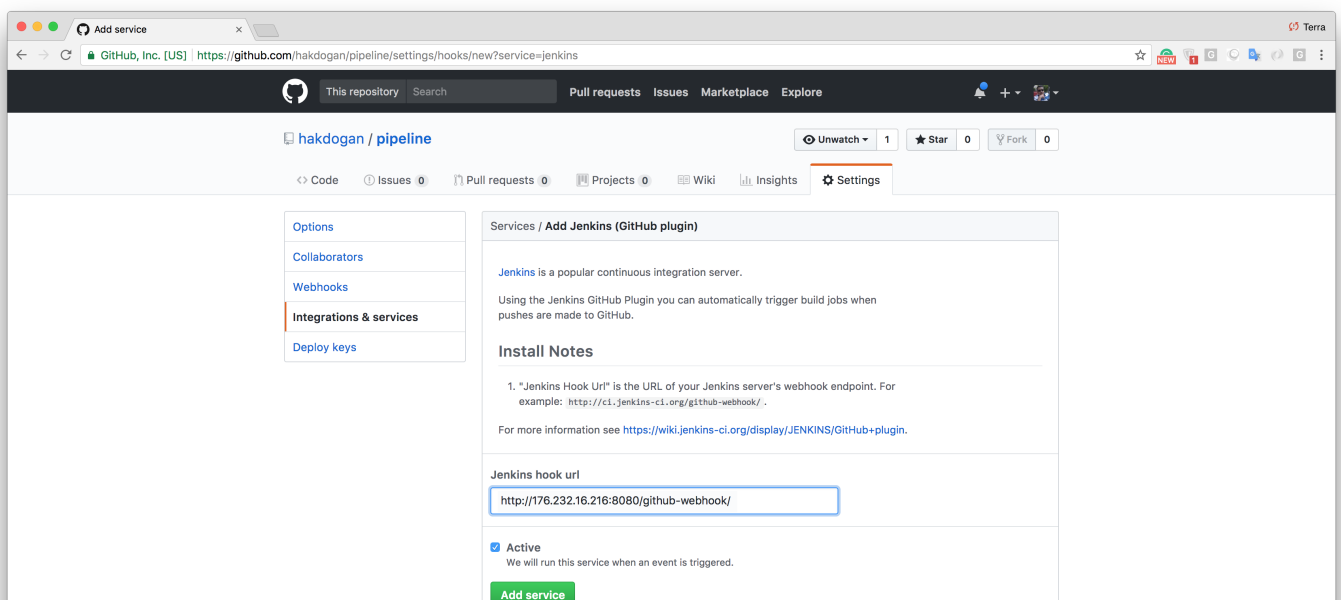 Add service
Terra
GitHub, Inc. [US] https://github.com/hakdogan/pipeline/settings/hooks/new?service=jenkins
NEW 1 G G
This repository Search Pull requests Issues Marketplace Explore
hakdogan / pipeline Unwatch 1 Star 0 Fork 0
Code Issues 0 Pull requests 0 Projects 0 Wiki Insights Settings
Options
Collaborators
Webhooks
Integrations & services
Deploy keys
Services / Add Jenkins (GitHub plugin)
Jenkins is a popular continuous integration server.
Using the Jenkins GitHub Plugin you can automatically trigger build jobs when
pushes are made to GitHub.
Install Notes
1. "Jenkins Hook Url" is the URL of your Jenkins server's webhook endpoint. For
example: http://ci.jenkins-ci.org/github-webhook/ .
For more information see https://wiki.jenkins-ci.org/display/JENKINS/GitHub+plugin.
Jenkins hook url
http://176.232.16.216:8080/github-webhook/
Active
We will run this service when an event is triggered.
Add service